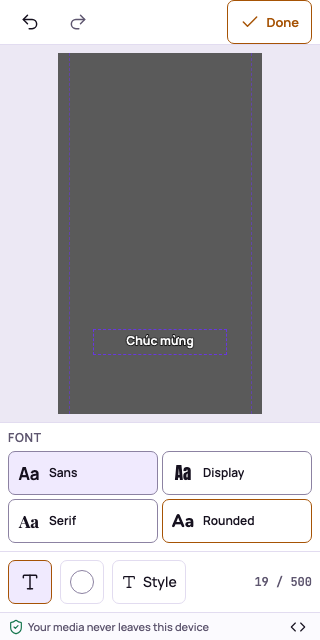 Done
Chúc mừng
FONT
Aa Sans
Aa Display
Aa Serif
Aa Rounded
T
T Style
19 / 500
Your media never leaves this device